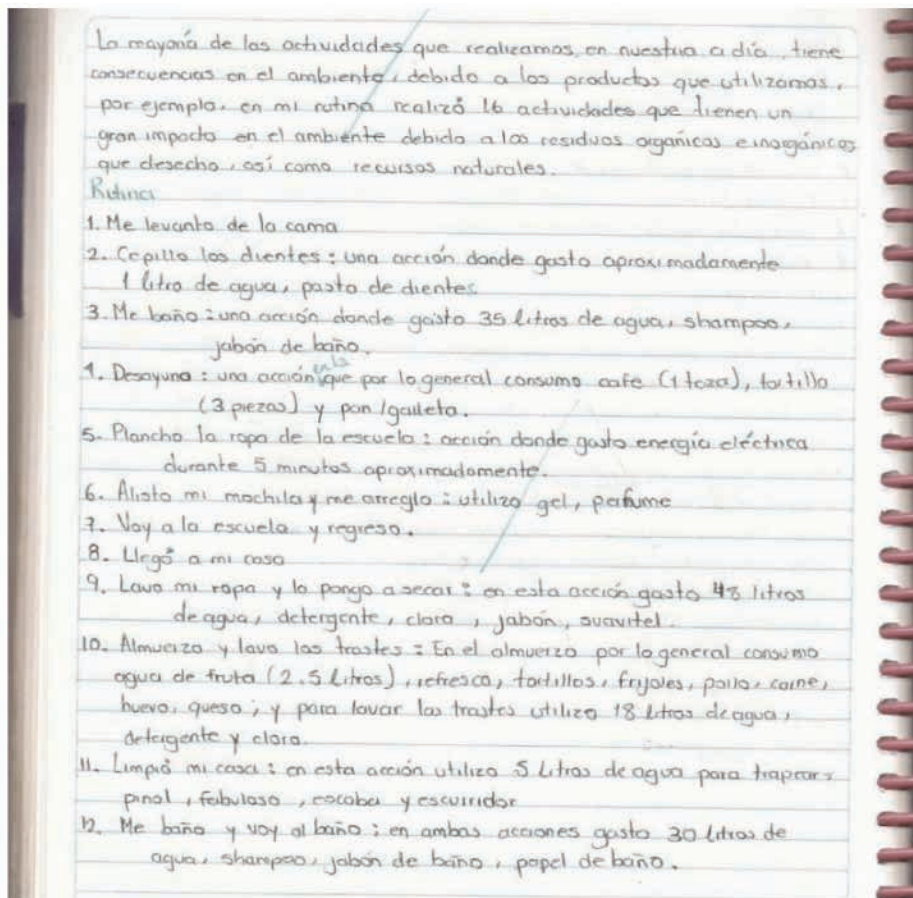 La mayoría de las actividades que realizamos, en nuestra a día, tiene
consecuencias en el ambiente, debido a los productos que utilizamos,
por ejemplo, en mi rutina realizó 16 actividades que tienen un
gran impacto en el ambiente debido a los residuos orgánicos e inorgánicos
que desecho, así como recursos naturales.
Rutina
1. Me levanto de la cama
2. Cepillo los dientes: una acción donde gasto aproximadamente
1 litro de agua, pasta de dientes.
3. Me baño: una acción donde gasto 35 litros de agua, shampoo,
jabón de baño.
4. Desayuno: una acción en la que por lo general consumo cafe (1 taza), tortilla
(3 piezas) y pan/galleta.
5. Plancho la ropa de la escuela: acción donde gasto energía eléctrica
durante 5 minutos aproximadamente.
6. Alisto mi mochila y me arreglo: utilizo gel, perfume
7. Voy a la escuela y regreso.
8. Llegó a mi casa
9. Lavo mi ropa y la pongo a secar: en esta acción gasto 48 litros
de agua, detergente, cloro, jabón, suavitel.
10. Almuerzo y lavo los trastes: En el almuerzo por lo general consumo
agua de fruta (2.5 Litros), refresco, tortillas, frijoles, pollo, carne,
huevo, queso; y para lavar los trastes utilizo 18 litros de agua,
detergente y cloro.
11. Limpió mi casa: en esta acción utilizo 5 Litros de agua para trapear,
pinol, fabuloso, escoba y escurridor
12. Me baño y voy al baño: en ambas acciones gasto 30 litros de
agua, shampoo, jabón de baño, papel de baño.